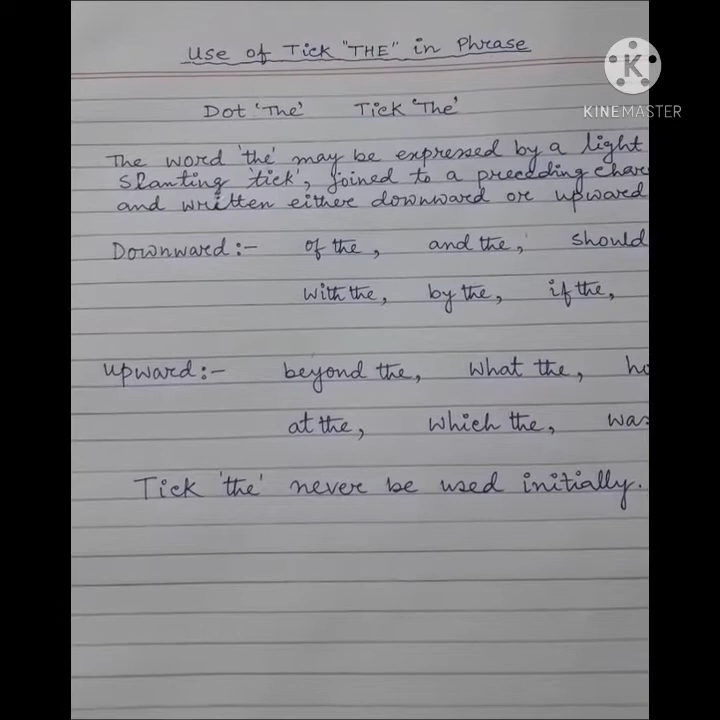 Use of Tick "THE" in Phrase
K
KINEMASTER
Dot 'The' Tick 'The'
The word 'the' may be expressed by a light
slanting 'tick', joined to a preceding
and written either downward or upward
Downward:- of the, and the, should
with the, by the, if the,
Upward:- beyond the, what the,
at the, which the, was
Tick 'the' never be used initially.